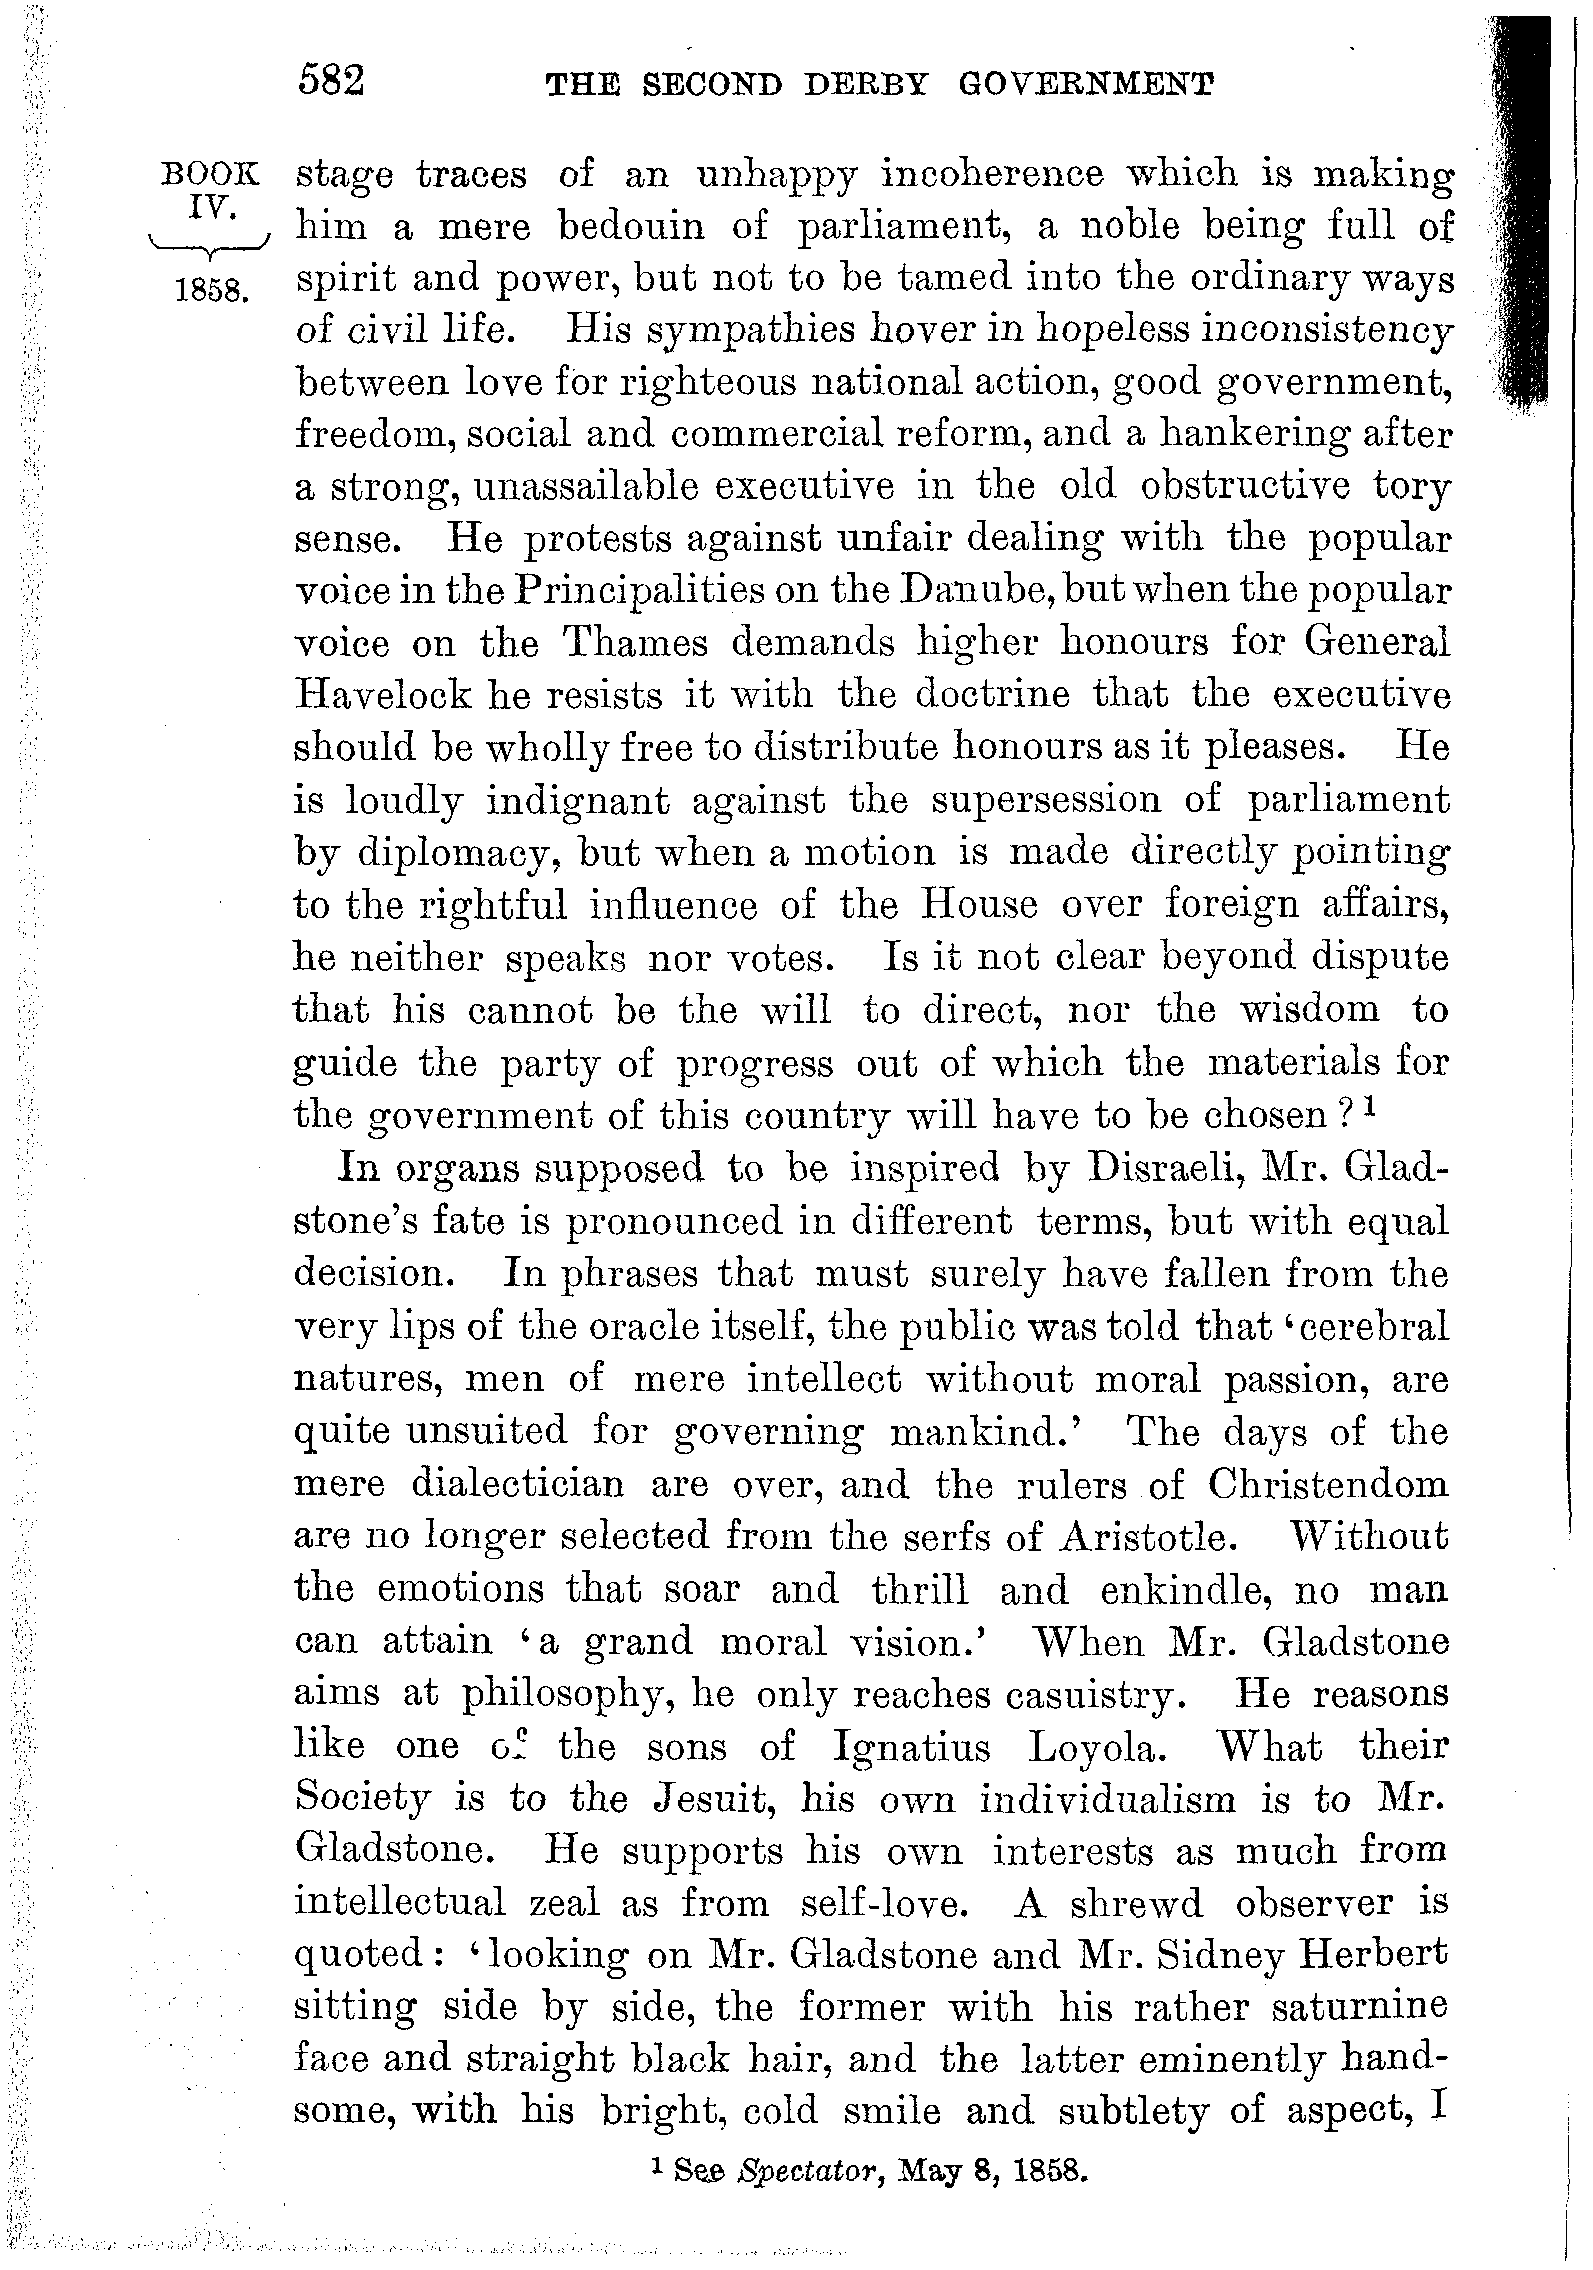 582 THE SECOND DERBY GOVERNMENT
BOOK
IV.
1858.
stage traces of an unhappy incoherence which is making
him a mere bedouin of parliament, a noble being full of
spirit and power, but not to be tamed into the ordinary ways
of civil life. His sympathies hover in hopeless inconsistency
between love for righteous national action, good government,
freedom, social and commercial reform, and a hankering after
a strong, unassailable executive in the old obstructive tory
sense. He protests against unfair dealing with the popular
voice in the Principalities on the Danube, but when the popular
voice on the Thames demands higher honours for General
Havelock he resists it with the doctrine that the executive
should be wholly free to distribute honours as it pleases. He
is loudly indignant against the supersession of parliament
by diplomacy, but when a motion is made directly pointing
to the rightful influence of the House over foreign affairs,
he neither speaks nor votes. Is it not clear beyond dispute
that his cannot be the will to direct, nor the wisdom to
guide the party of progress out of which the materials for
the government of this country will have to be chosen?¹
In organs supposed to be inspired by Disraeli, Mr. Glad-
stone's fate is pronounced in different terms, but with equal
decision. In phrases that must surely have fallen from the
very lips of the oracle itself, the public was told that 'cerebral
natures, men of mere intellect without moral passion, are
quite unsuited for governing mankind.' The days of the
mere dialectician are over, and the rulers of Christendom
are no longer selected from the serfs of Aristotle. Without
the emotions that soar and thrill and enkindle, no man
can attain 'a grand moral vision.' When Mr. Gladstone
aims at philosophy, he only reaches casuistry. He reasons
like one of the sons of Ignatius Loyola. What their
Society is to the Jesuit, his own individualism is to Mr.
Gladstone. He supports his own interests as much from
intellectual zeal as from self-love. A shrewd observer is
quoted: 'looking on Mr. Gladstone and Mr. Sidney Herbert
sitting side by side, the former with his rather saturnine
face and straight black hair, and the latter eminently hand-
some, with his bright, cold smile and subtlety of aspect, I
¹ See Spectator, May 8, 1858.